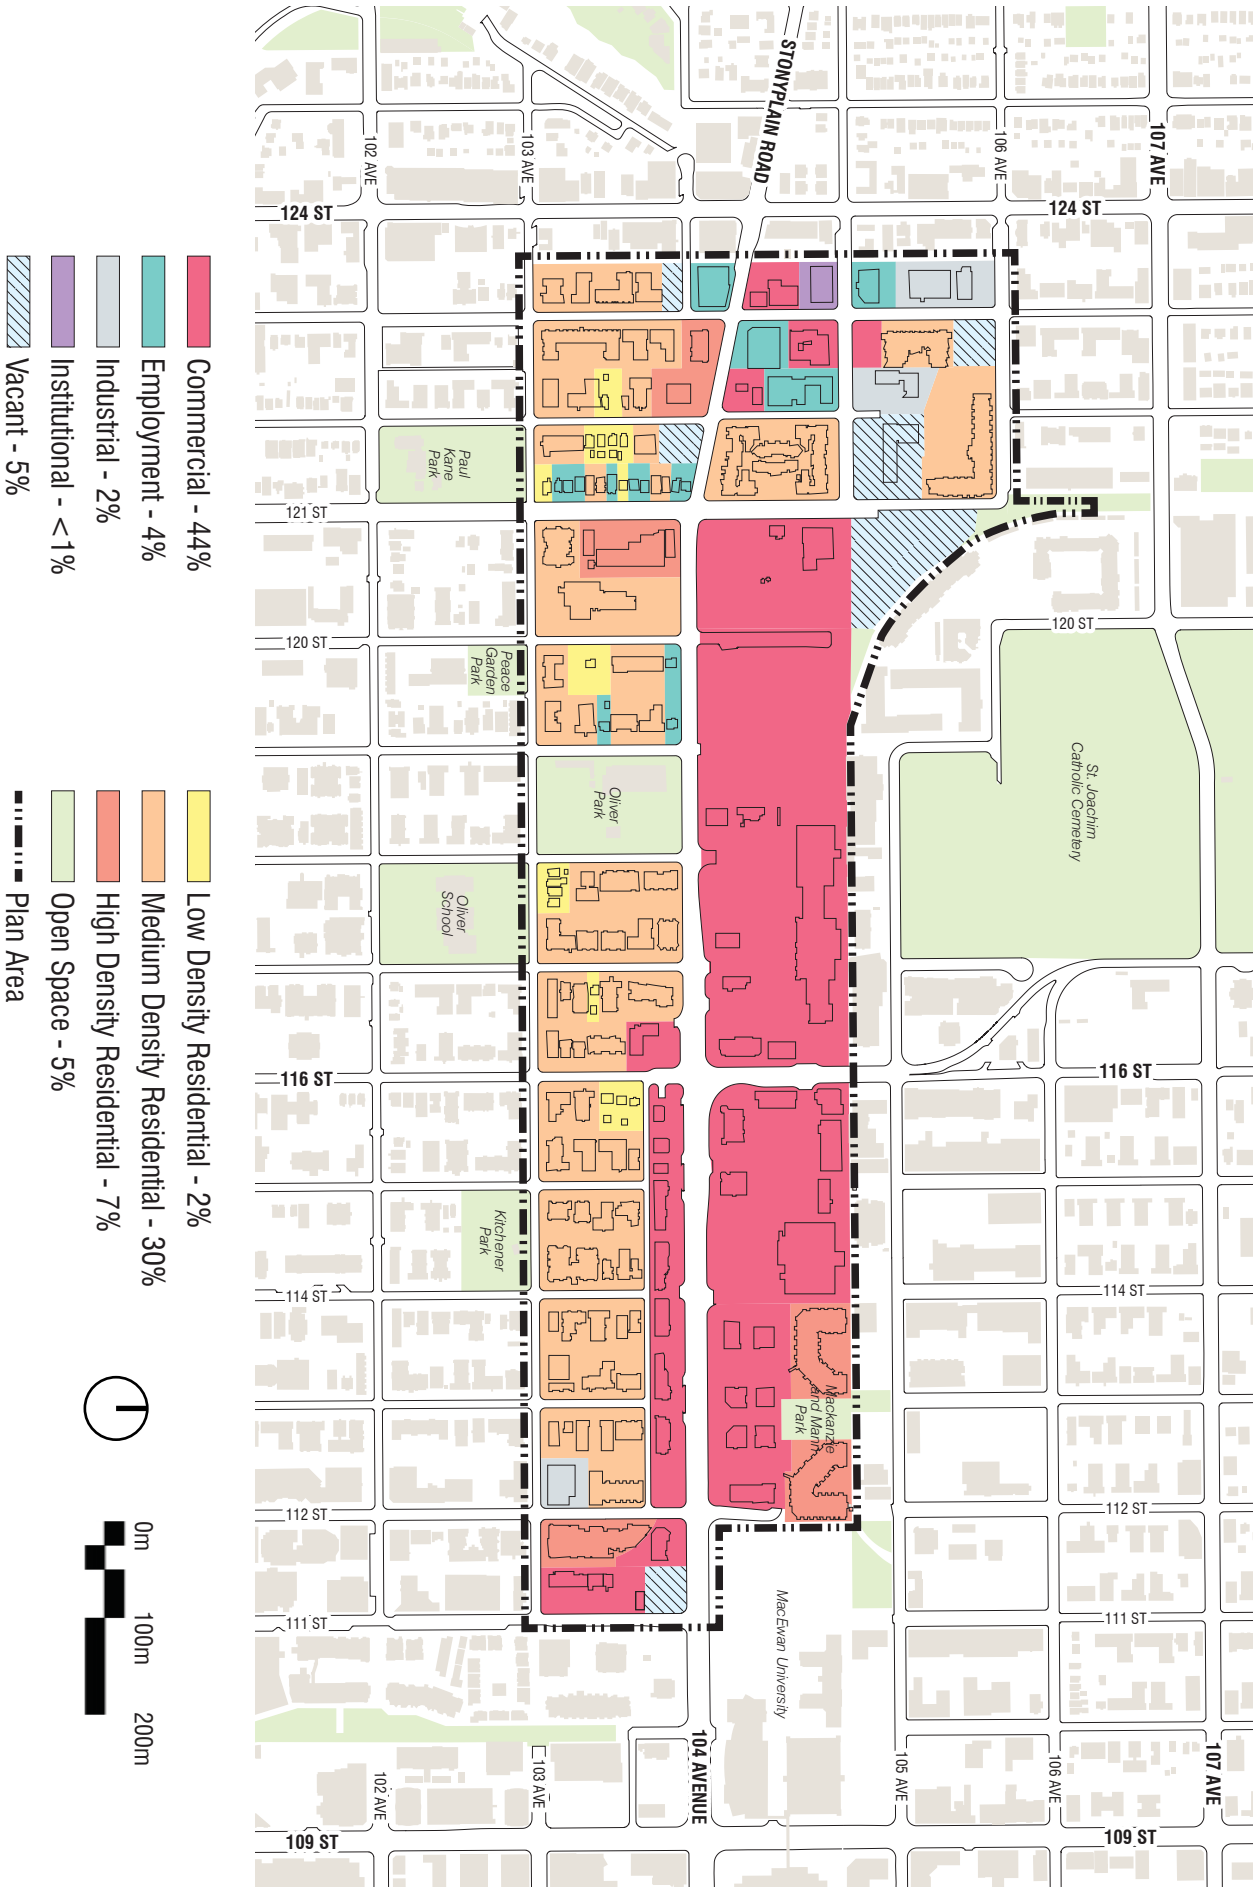 STONYPLAIN ROAD
102 AVE
103 AVE
106 AVE
107 AVE
124 ST
124 ST
Paul
Kane
Park
121 ST
120 ST
120 ST
Peace
Garden
Park
Oliver
Park
St. Joachim
Catholic Cemetery
Oliver
School
116 ST
116 ST
Kitchener
Park
114 ST
114 ST
Mackanzie
and Mann
Park
112 ST
112 ST
111 ST
111 ST
MacEwan University
102 AVE
103 AVE
104 AVENUE
105 AVE
106 AVE
107 AVE
109 ST
109 ST
Commercial - 44%
Employment - 4%
Industrial - 2%
Institutional - <1%
Vacant - 5%
Low Density Residential - 2%
Medium Density Residential - 30%
High Density Residential - 7%
Open Space - 5%
Plan Area
0m 100m 200m